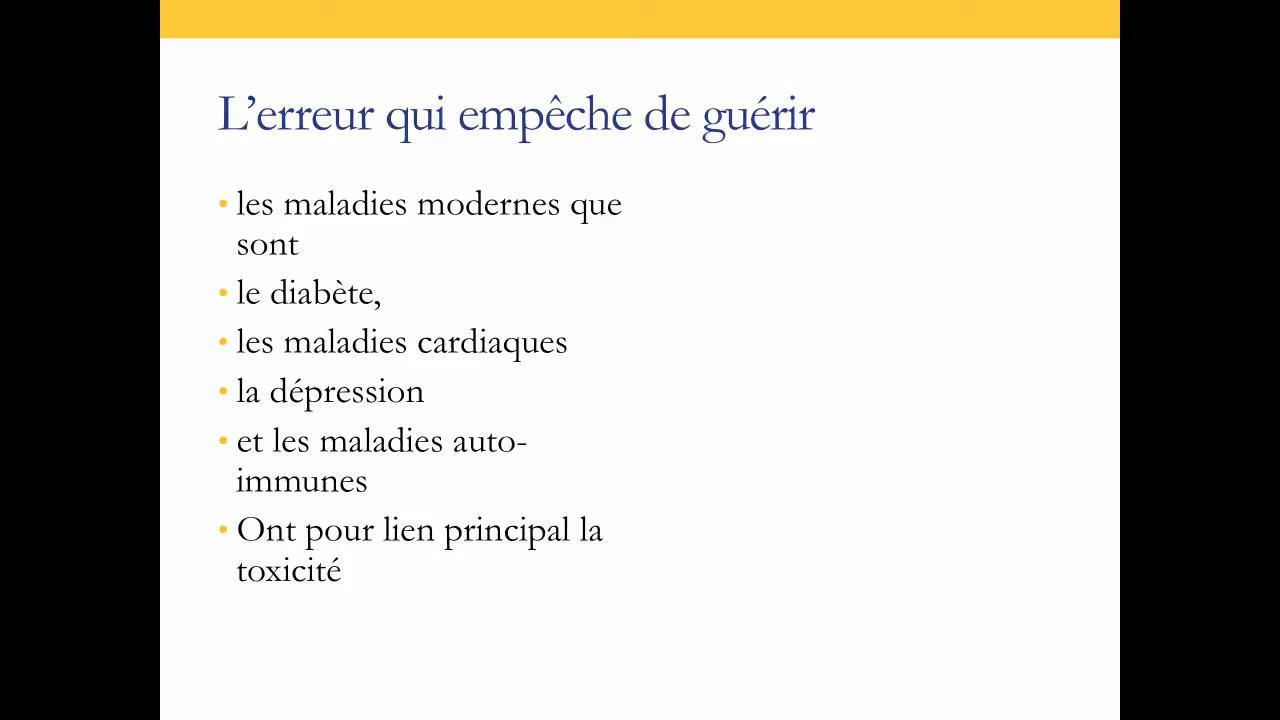 L’erreur qui empêche de guérir
• les maladies modernes que
sont
• le diabète,
• les maladies cardiaques
• la dépression
• et les maladies auto-
immunes
• Ont pour lien principal la
toxicité